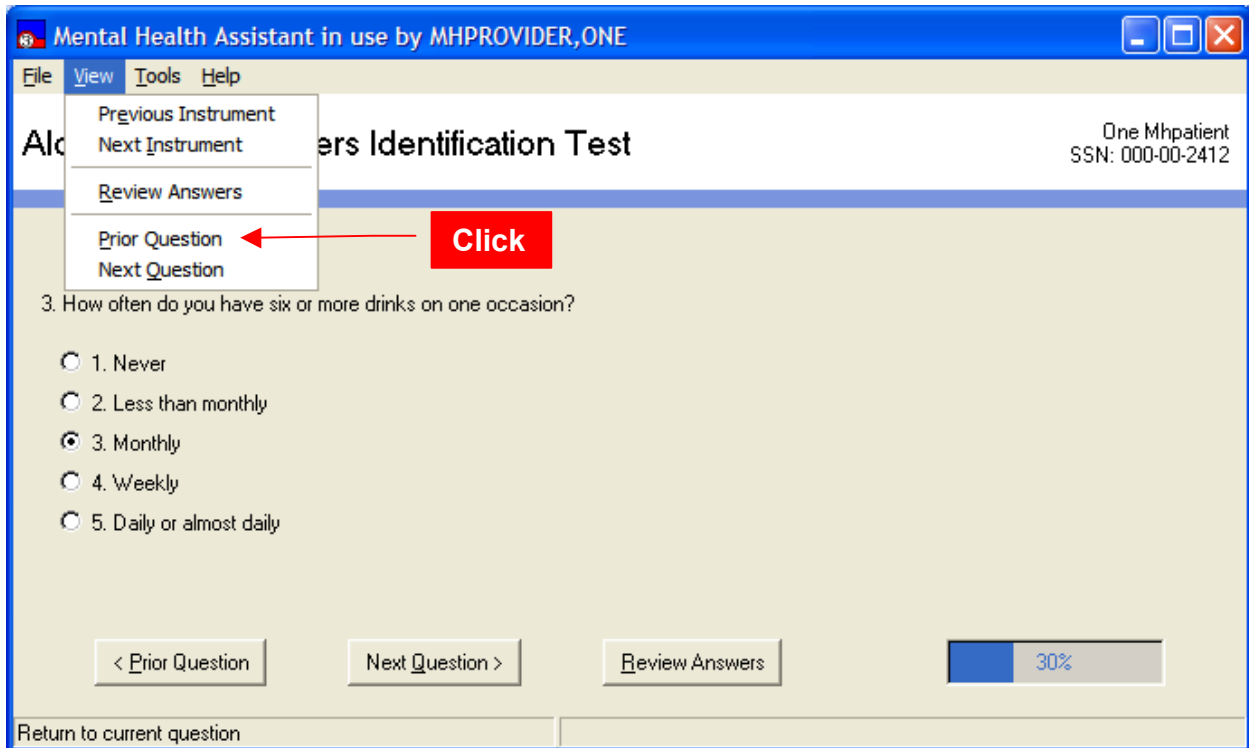 Mental Health Assistant in use by MHPROVIDER,ONE
File View Tools Help
Previous Instrument
Next Instrument
Review Answers
Prior Question
Next Question
Alc
ers Identification Test
One Mhpatient
SSN: 000-00-2412
Click
3. How often do you have six or more drinks on one occasion?
1. Never
2. Less than monthly
3. Monthly
4. Weekly
5. Daily or almost daily
< Prior Question
Next Question >
Review Answers
30%
Return to current question